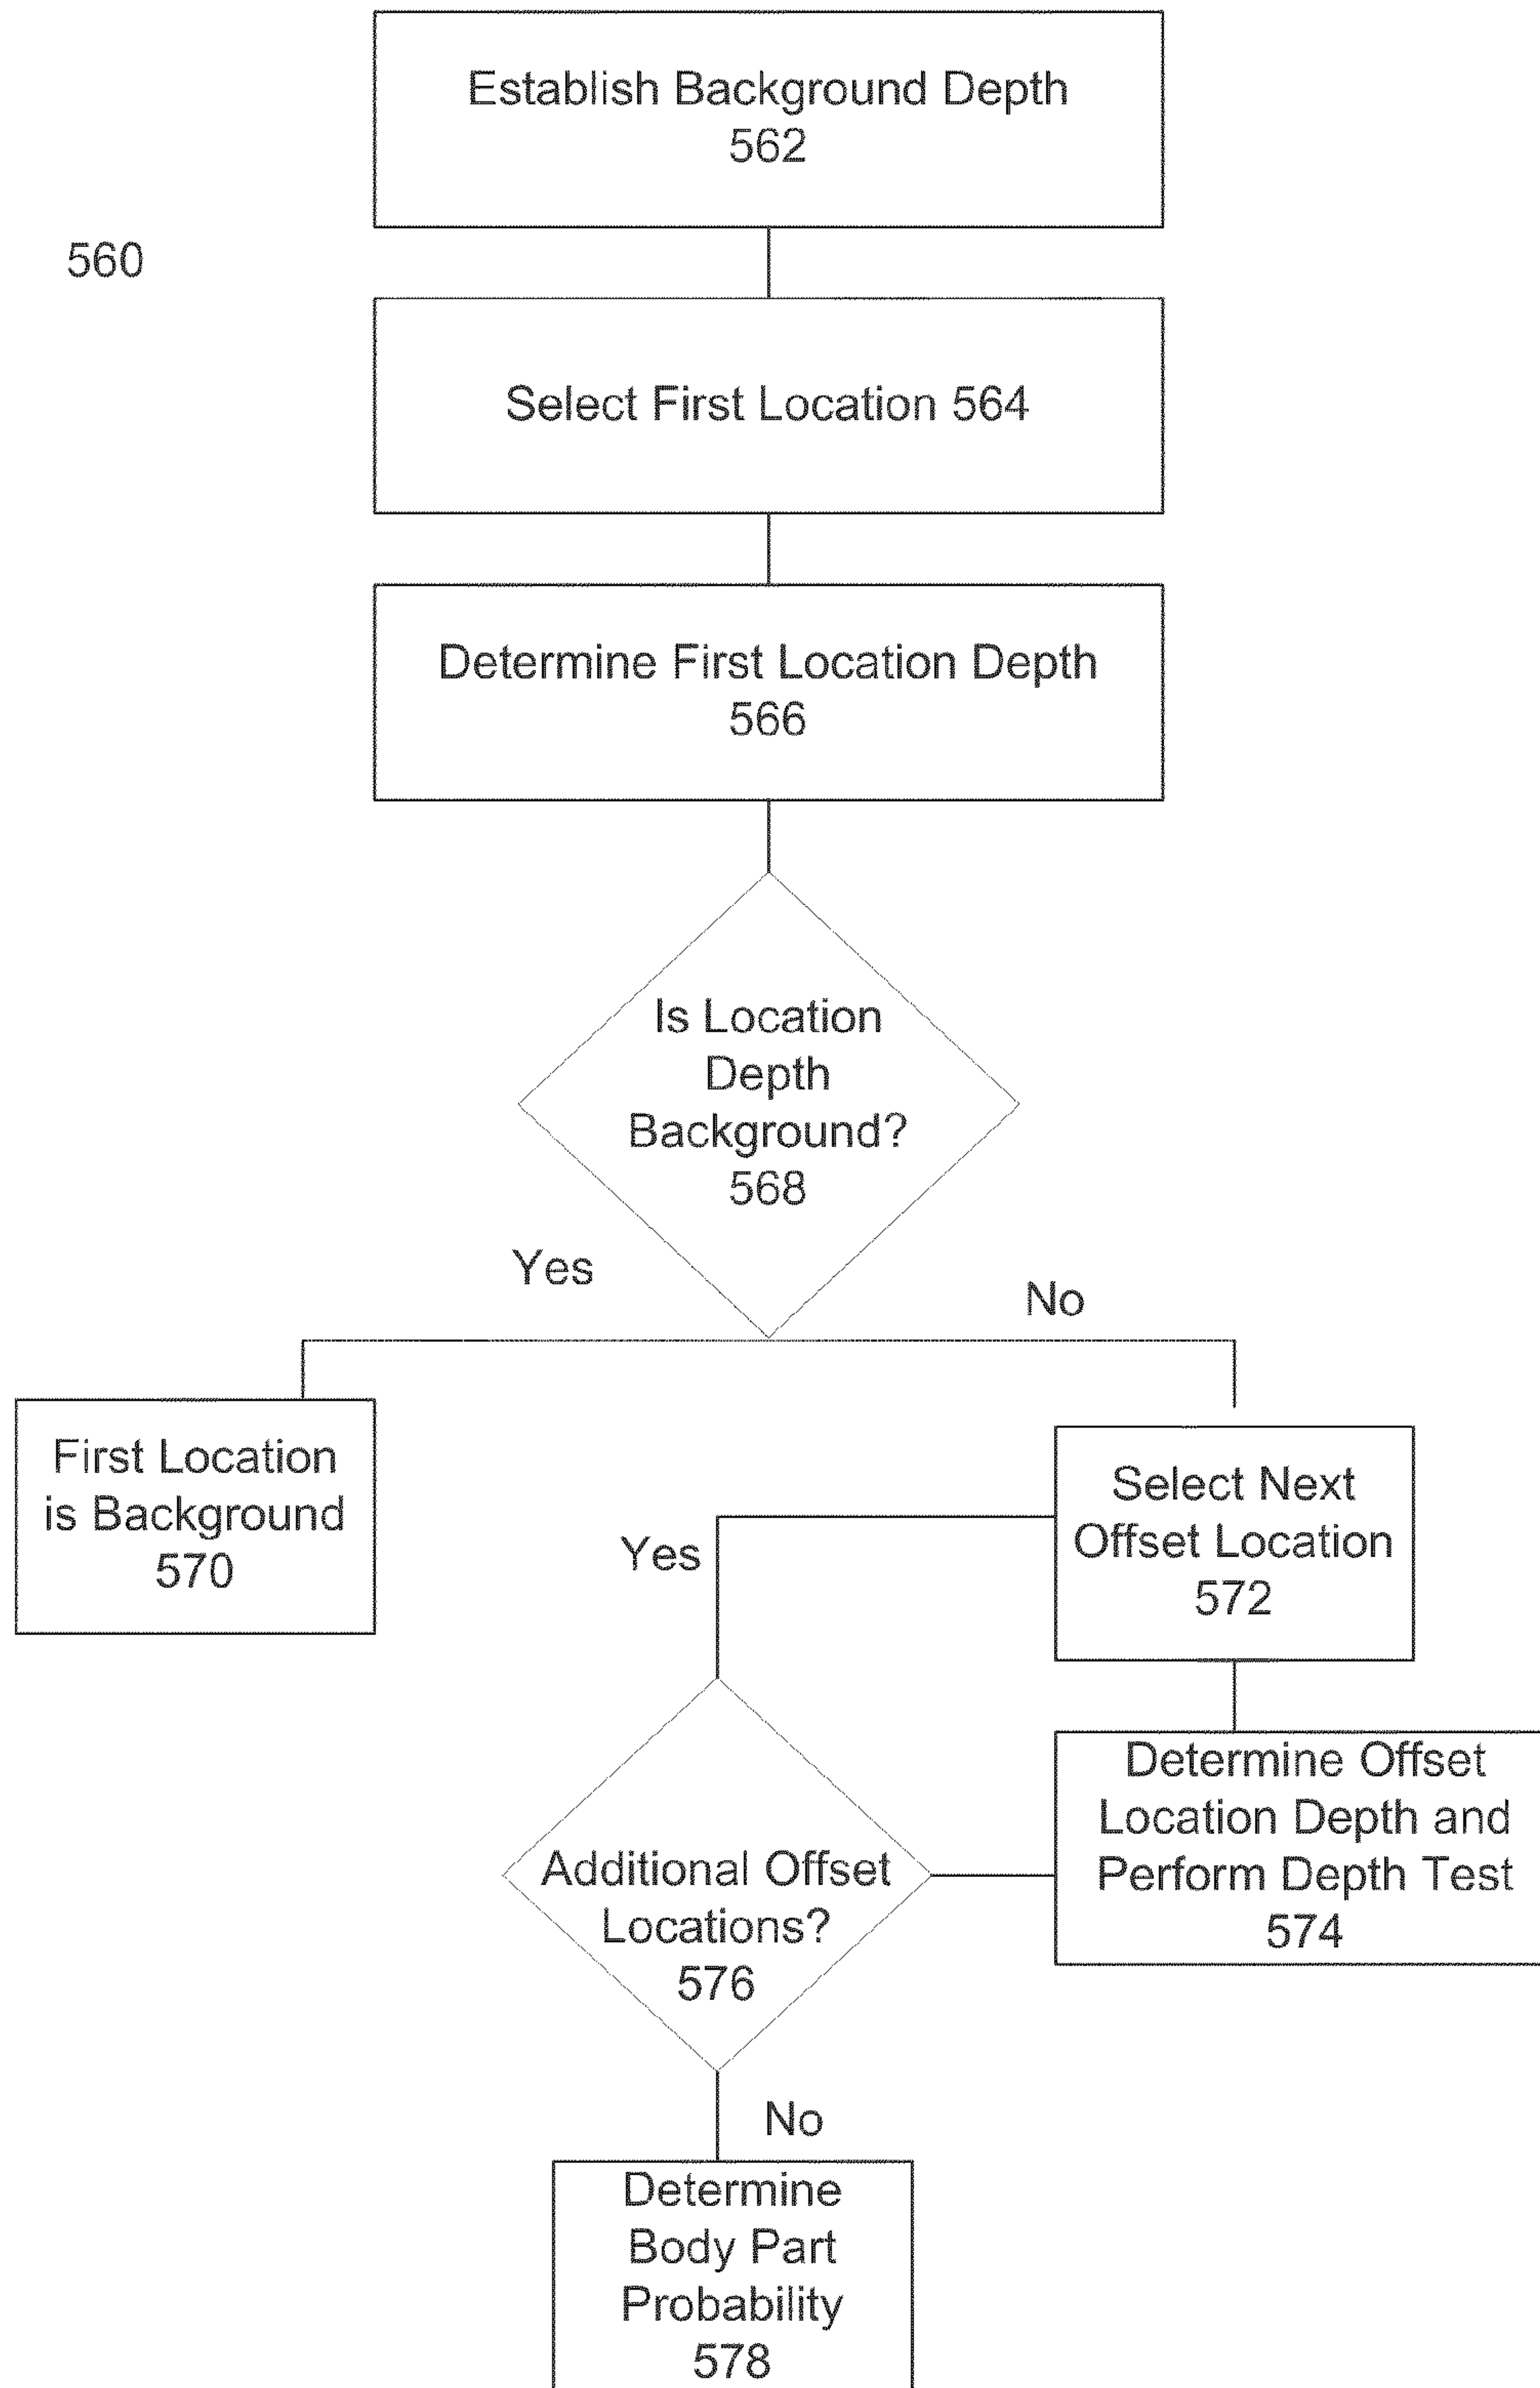 Establish Background Depth
562
560
Select First Location 564
Determine First Location Depth
566
Is Location
Depth
Background?
568
Yes
No
First Location
is Background
570
Select Next
Offset Location
572
Yes
Determine Offset
Location Depth and
Perform Depth Test
574
Additional Offset
Locations?
576
No
Determine
Body Part
Probability
578